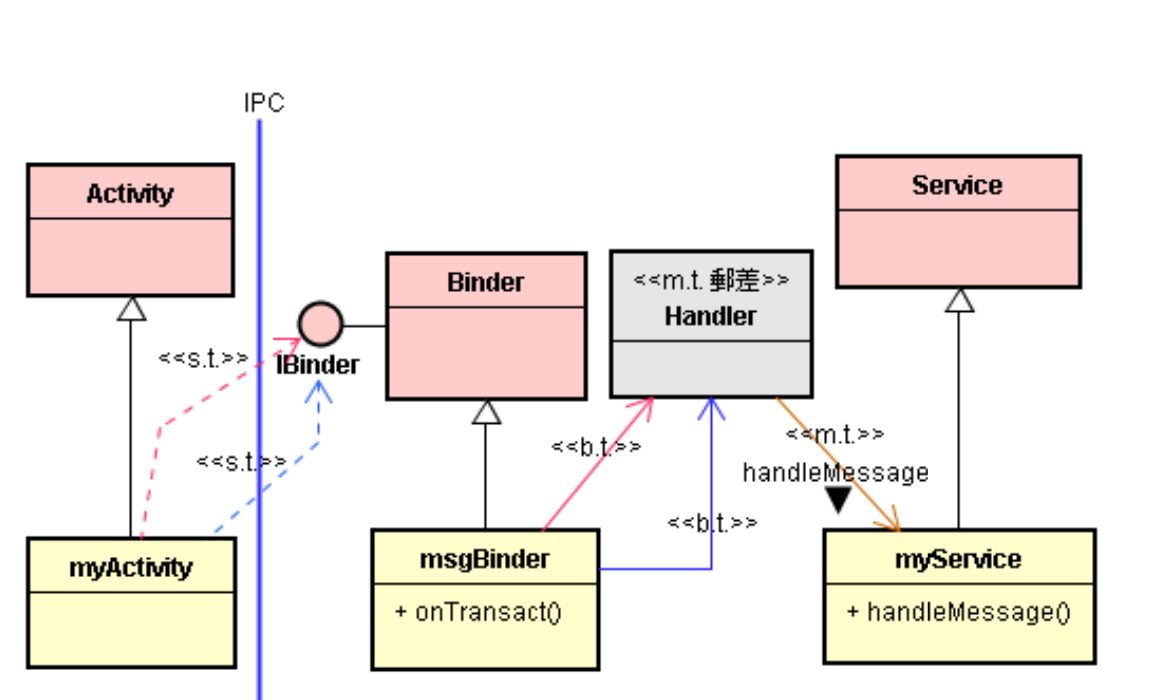 IPC
Activity
Service
Binder
<<m.t. 郵差>>
Handler
<<s.t.>>
IBinder
<<s.t.>>
<<b.t.>>
<<m.t.>>
handleMessage
<<b.t.>>
myActivity
msgBinder
+ onTransact()
myService
+ handleMessage()